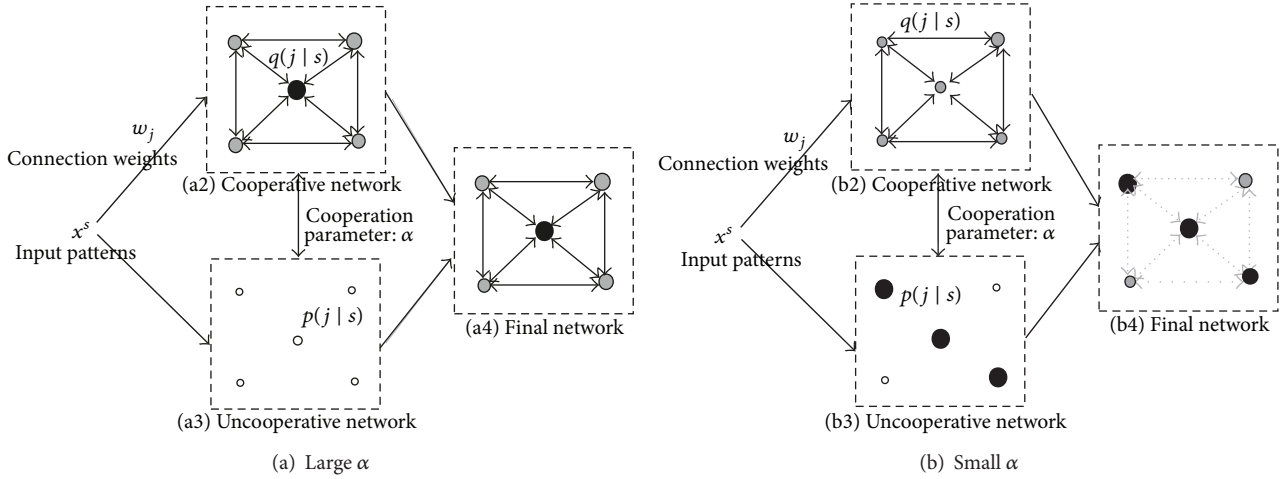 q(j | s)
w_j
Connection weights
(a2) Cooperative network
x^s
Input patterns
Cooperation
parameter: α
p(j | s)
(a4) Final network
(a3) Uncooperative network
(a) Large α
q(j | s)
w_j
Connection weights
(b2) Cooperative network
x^s
Input patterns
Cooperation
parameter: α
p(j | s)
(b4) Final network
(b3) Uncooperative network
(b) Small α